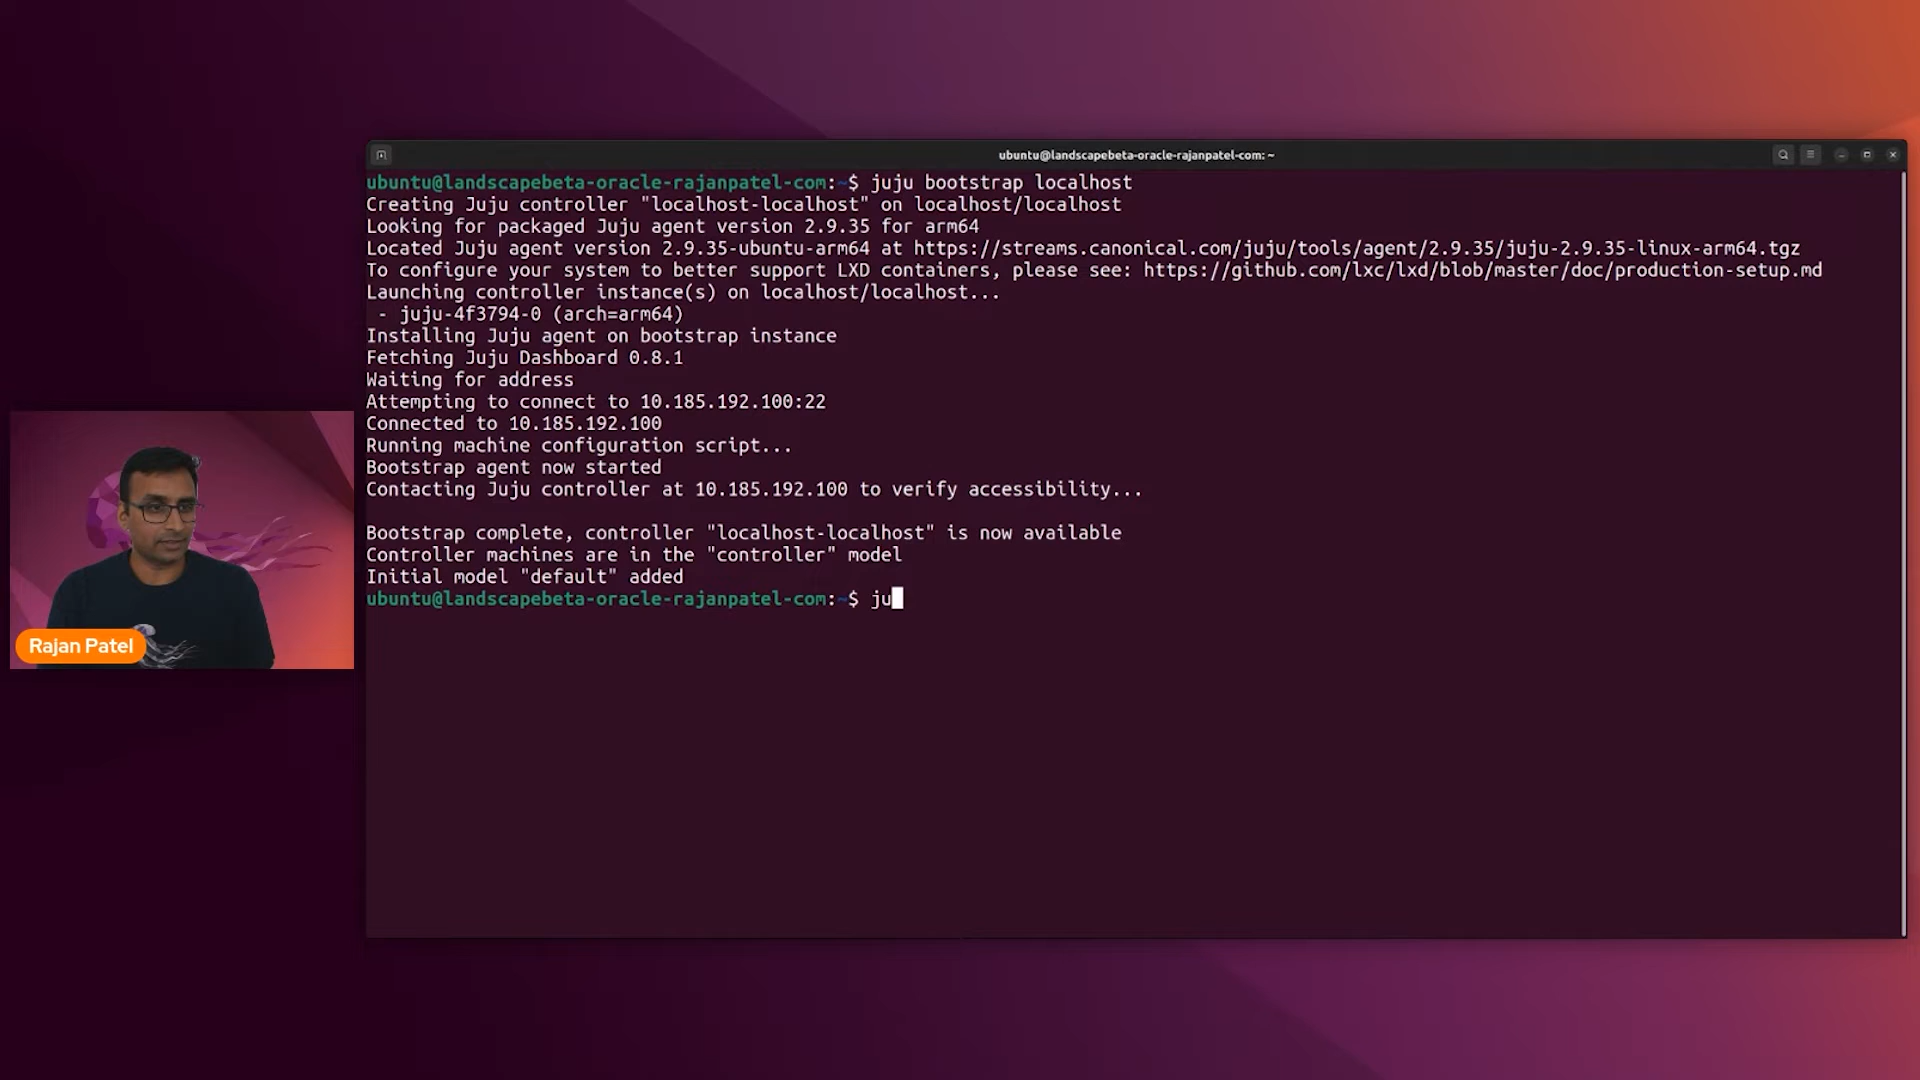 ubuntu@landscapebeta-oracle-rajanpatel-com: ~
ubuntu@landscapebeta-oracle-rajanpatel-com:~$ juju bootstrap localhost
Creating Juju controller "localhost-localhost" on localhost/localhost
Looking for packaged Juju agent version 2.9.35 for arm64
Located Juju agent version 2.9.35-ubuntu-arm64 at https://streams.canonical.com/juju/tools/agent/2.9.35/juju-2.9.35-linux-arm64.tgz
To configure your system to better support LXD containers, please see: https://github.com/lxc/lxd/blob/master/doc/production-setup.md
Launching controller instance(s) on localhost/localhost...
- juju-4f3794-0 (arch=arm64)
Installing Juju agent on bootstrap instance
Fetching Juju Dashboard 0.8.1
Waiting for address
Attempting to connect to 10.185.192.100:22
Connected to 10.185.192.100
Running machine configuration script...
Bootstrap agent now started
Contacting Juju controller at 10.185.192.100 to verify accessibility...
Bootstrap complete, controller "localhost-localhost" is now available
Controller machines are in the "controller" model
Initial model "default" added
ubuntu@landscapebeta-oracle-rajanpatel-com:~$ ju
Rajan Patel